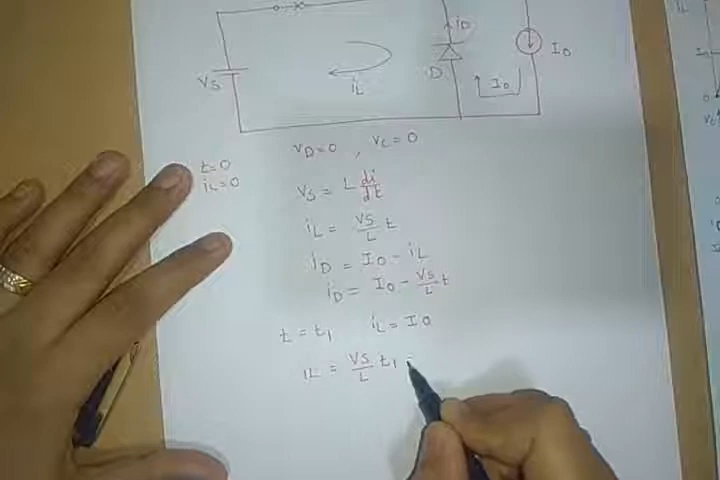 iD
IO
VS
D
IO
iL
VD=0 , VC=0
t=0
iL=0
VS = L di/dt
iL = VS/L t
iD = IO - iL
iD = IO - VS/L t
t = t1 iL = IO
iL = VS/L t1 =
iL